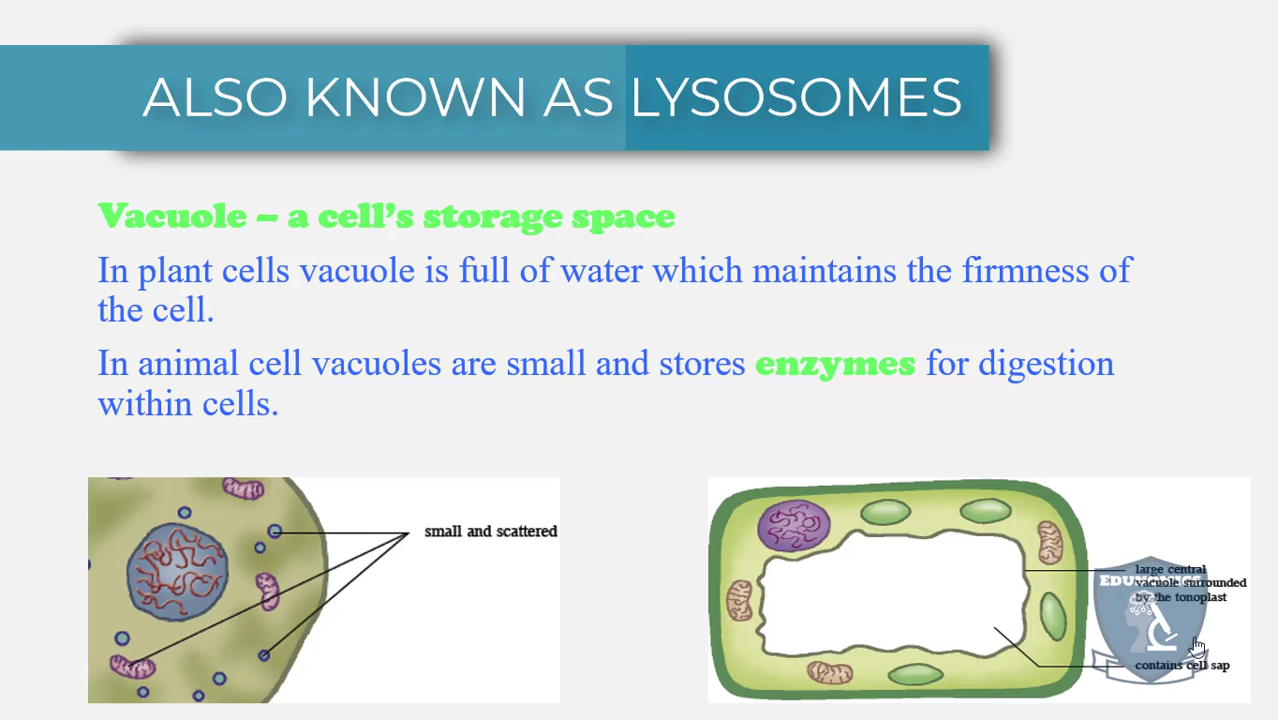 ALSO KNOWN AS LYSOSOMES
Vacuole – a cell's storage space
In plant cells vacuole is full of water which maintains the firmness of
the cell.
In animal cell vacuoles are small and stores enzymes for digestion
within cells.
small and scattered
large central
vacuole surrounded
by the tonoplast
contains cell sap